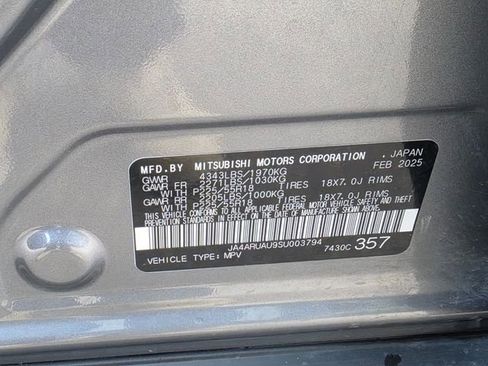 MFD.BY MITSUBISHI MOTORS CORPORATION, JAPAN
FEB 2025
GVWR 4343LBS/1970KG
GAWR FR 2271LBS/1030KG
WITH P225/55R18 TIRES 18X7.0J RIMS
GAWR RR 2205LBS/1000KG
WITH P225/55R18 TIRES 18X7.0J RIMS
THIS VEHICLE CONFORMS TO ALL APPLICABLE FEDERAL MOTOR VEHICLE SAFETY AND THEFT PREVENTION STANDARDS IN EFFECT ON THE DATE OF MANUFACTURE SHOWN ABOVE.
JA4ARUAU9SU003794 7430C 357
VEHICLE TYPE: MPV